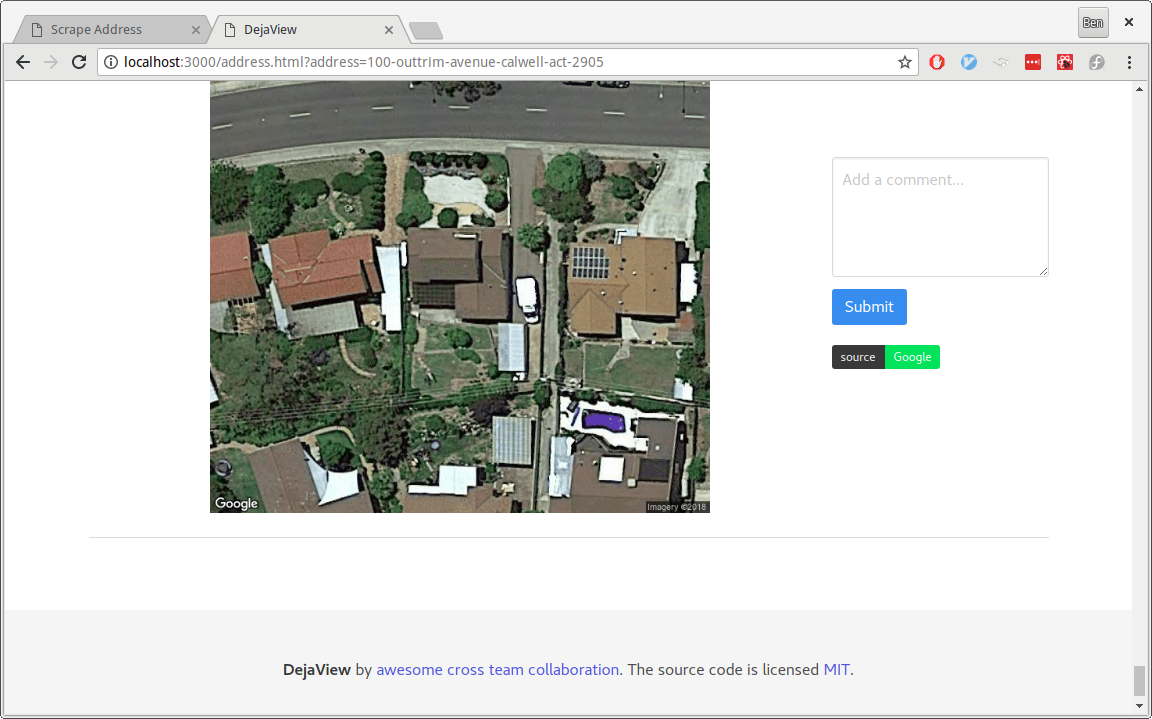 Scrape Address
DejaView
Ben
localhost:3000/address.html?address=100-outtrim-avenue-calwell-act-2905
Add a comment...
Submit
source Google
Google
Imagery ©2018
DejaView by awesome cross team collaboration. The source code is licensed MIT.